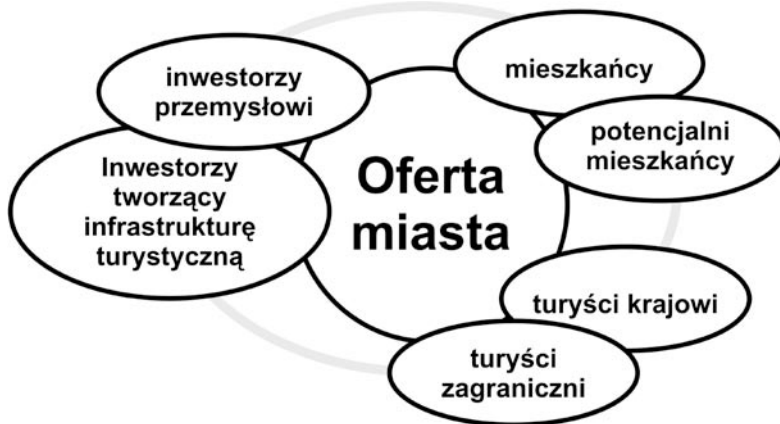 inwestorzy
przemysłowi
Inwestorzy
tworzący
infrastrukturę
turystyczną
Oferta
miasta
mieszkańcy
potencjalni
mieszkańcy
turyści krajowi
turyści
zagraniczni